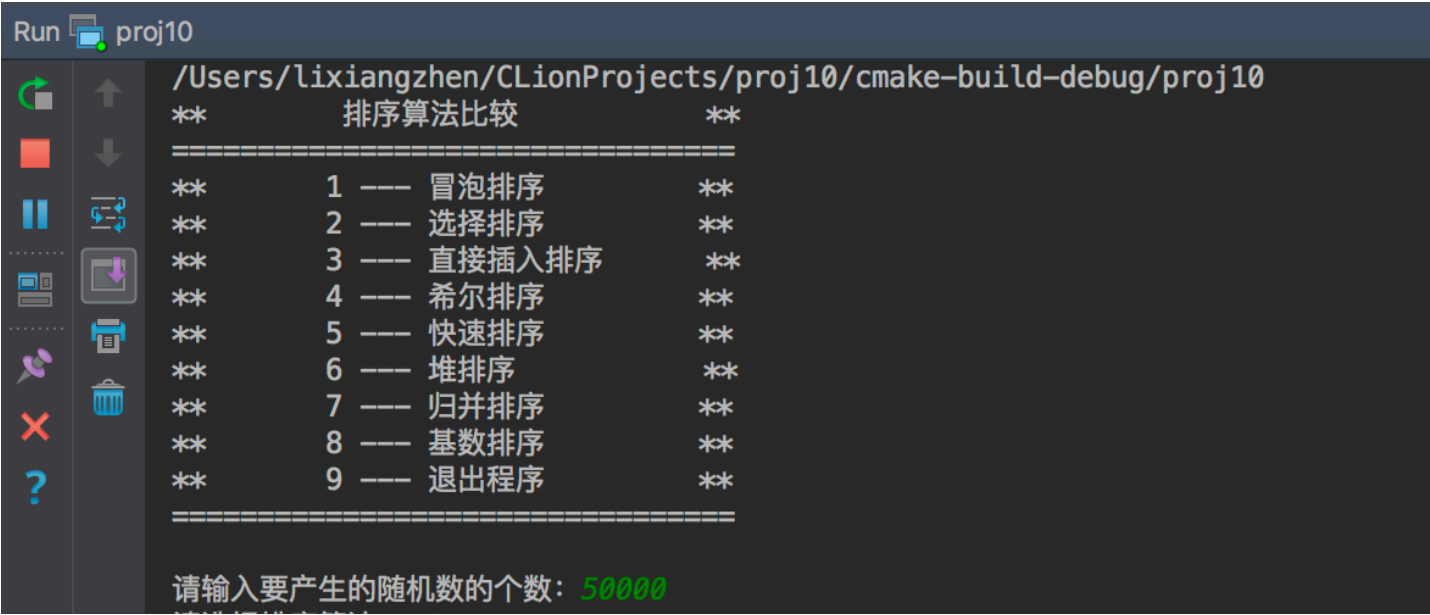 Run proj10
/Users/lixiangzhen/CLionProjects/proj10/cmake-build-debug/proj10
** 排序算法比较 **
=================================
** 1 --- 冒泡排序 **
** 2 --- 选择排序 **
** 3 --- 直接插入排序 **
** 4 --- 希尔排序 **
** 5 --- 快速排序 **
** 6 --- 堆排序 **
** 7 --- 归并排序 **
** 8 --- 基数排序 **
** 9 --- 退出程序 **
=================================
请输入要产生的随机数的个数：50000